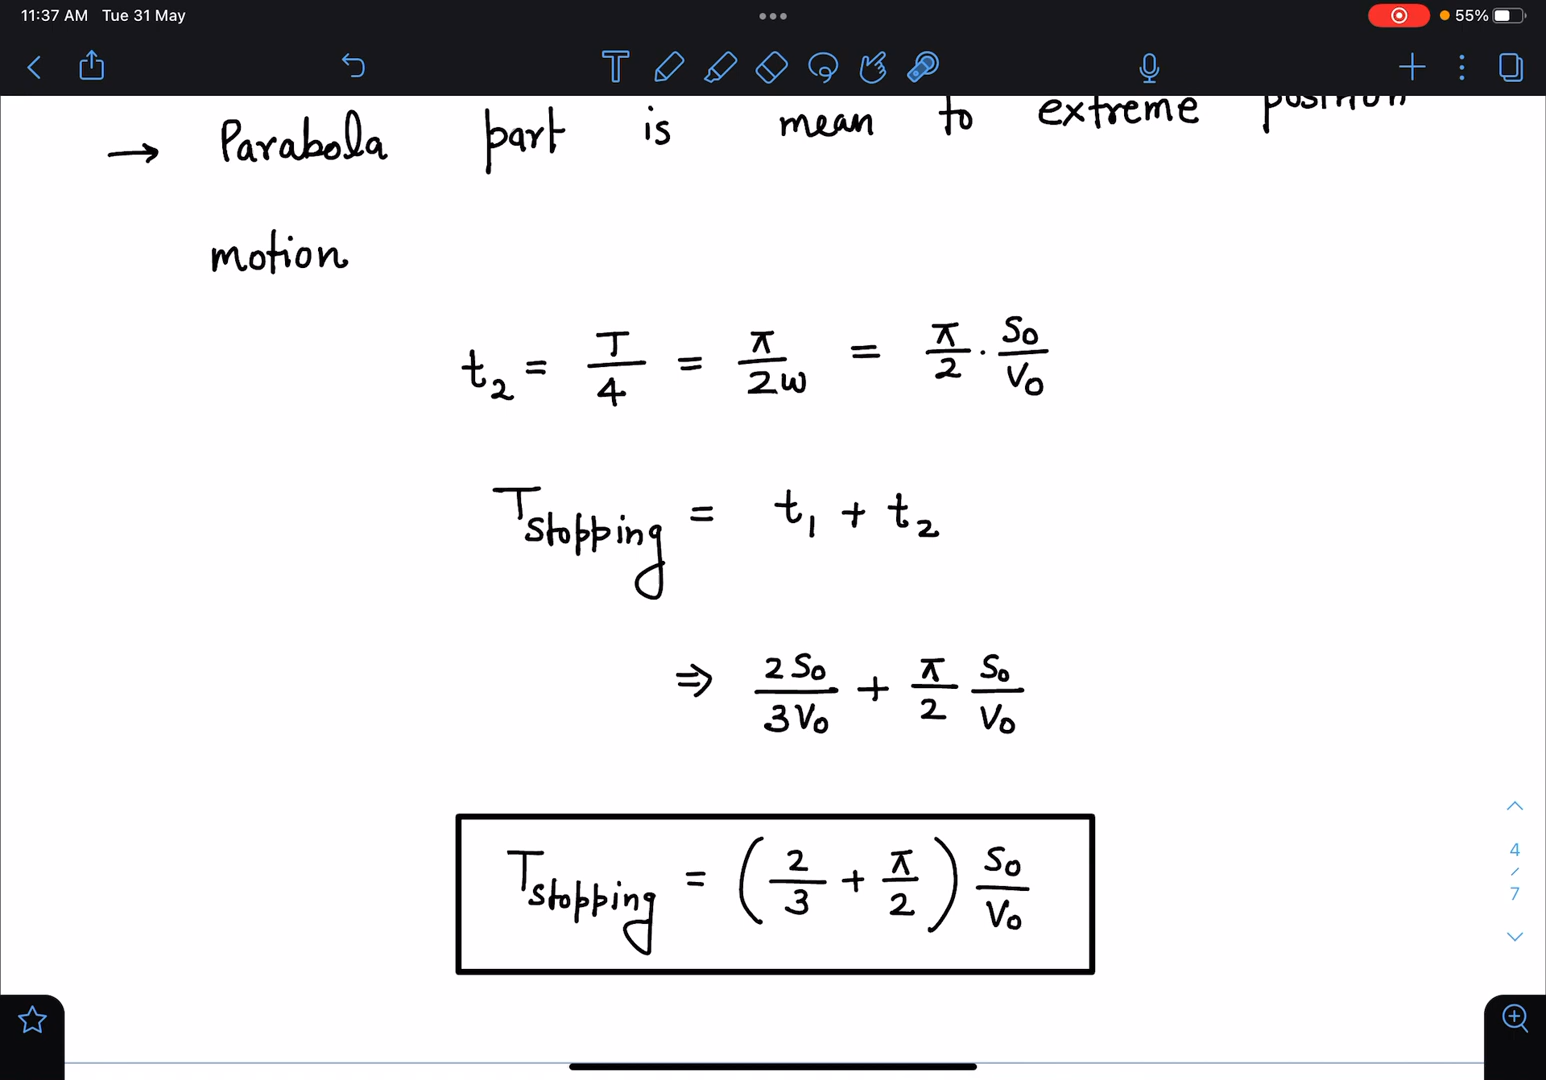 11:37 AM Tue 31 May 55%
→ Parabola part is mean to extreme position
motion
t₂ = T/4 = π/2ω = π/2 · S₀/V₀
T_stopping = t₁ + t₂
⇒ 2S₀/3V₀ + π/2 S₀/V₀
T_stopping = (2/3 + π/2) S₀/V₀
4/7